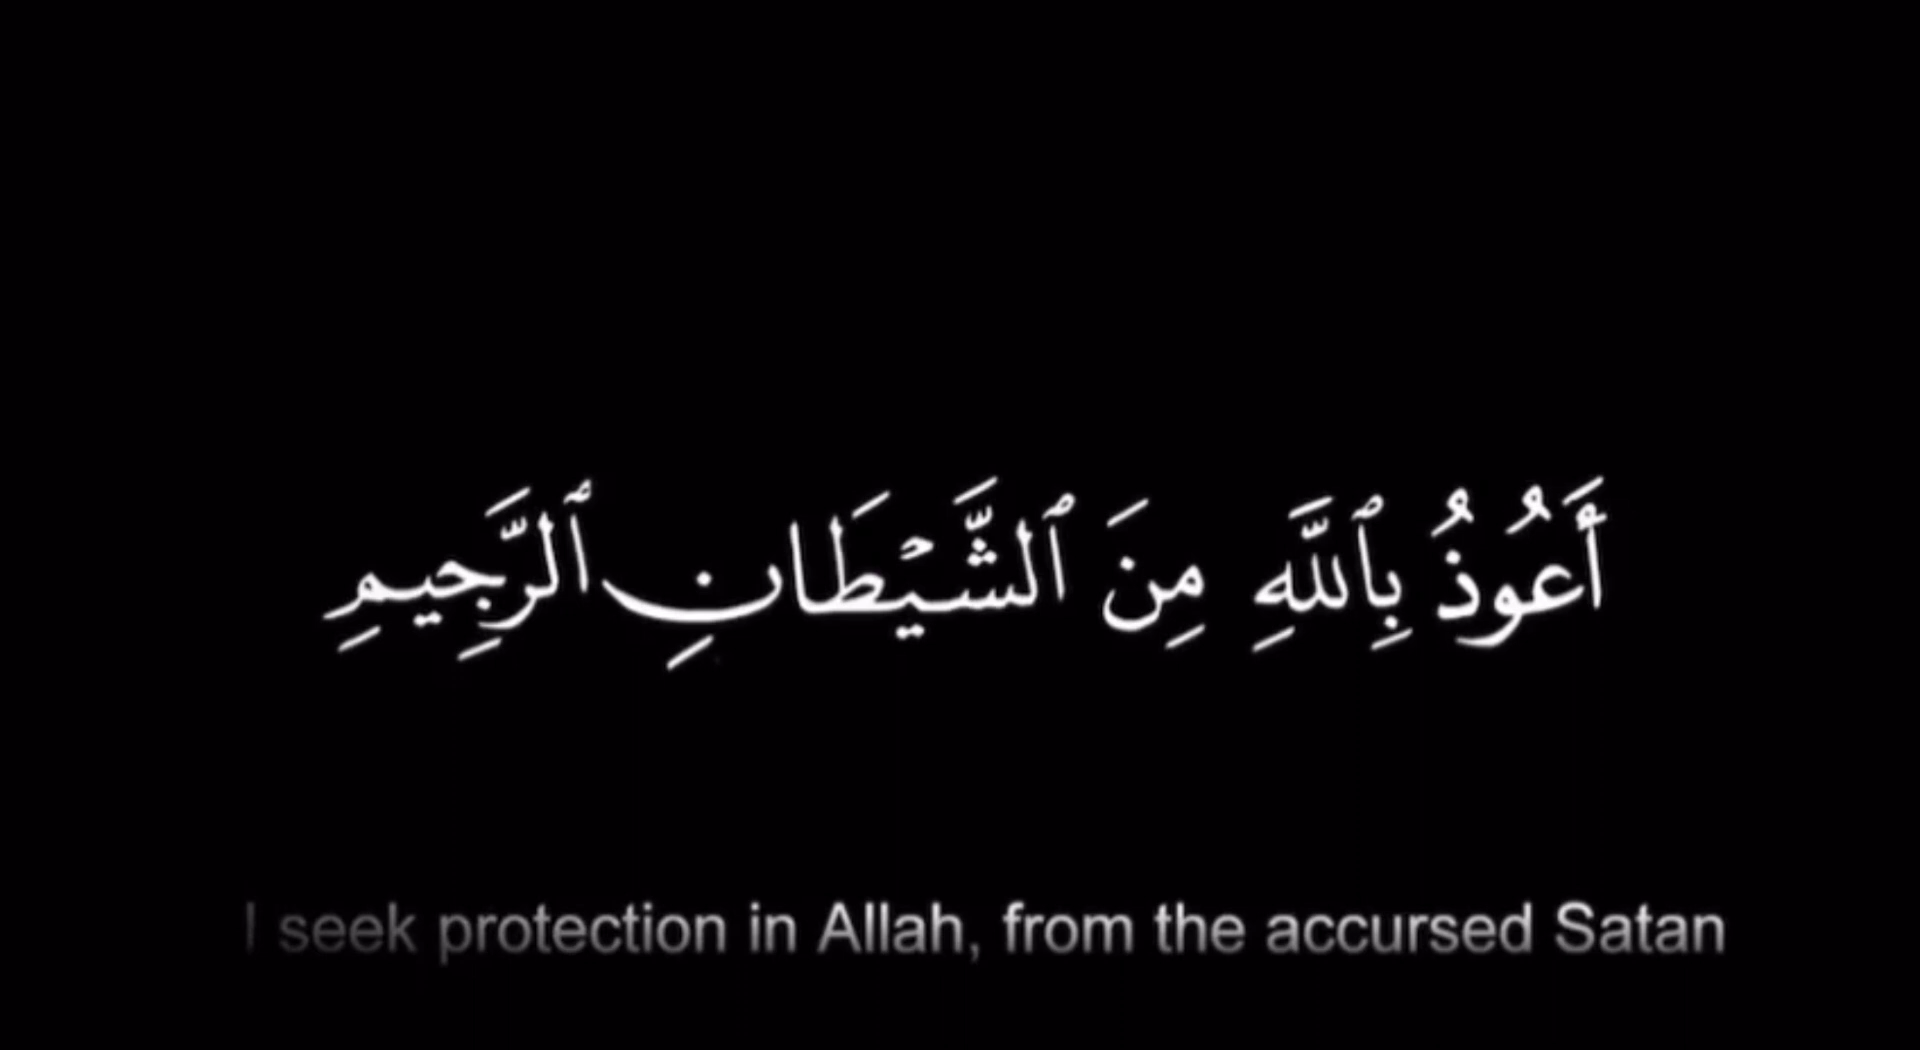 أَعُوذُ بِٱللَّهِ مِنَ ٱلشَّيۡطَانِ ٱلرَّجِيمِ
I seek protection in Allah, from the accursed Satan